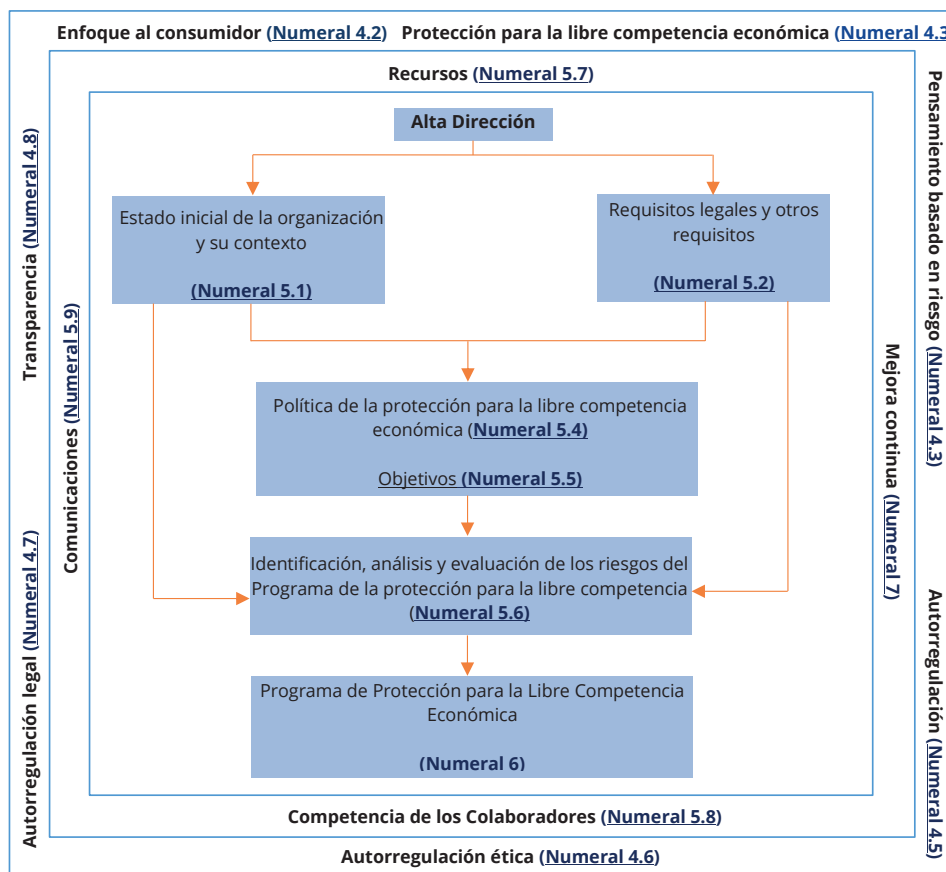 Enfoque al consumidor (Numeral 4.2) Protección para la libre competencia económica (Numeral 4.3
Recursos (Numeral 5.7)
Pensamiento basado en riesgo (Numeral 4.3)
Transparencia (Numeral 4.8)
Alta Dirección
Estado inicial de la organización
y su contexto
(Numeral 5.1)
Requisitos legales y otros
requisitos
(Numeral 5.2)
Comunicaciones (Numeral 5.9)
Mejora continua (Numeral 7)
Política de la protección para la libre competencia
económica (Numeral 5.4)
Objetivos (Numeral 5.5)
Identificación, análisis y evaluación de los riesgos del
Programa de la protección para la libre competencia
(Numeral 5.6)
Autorregulación legal (Numeral 4.7)
Autorregulación (Numeral 4.5)
Programa de Protección para la Libre Competencia
Económica
(Numeral 6)
Competencia de los Colaboradores (Numeral 5.8)
Autorregulación ética (Numeral 4.6)